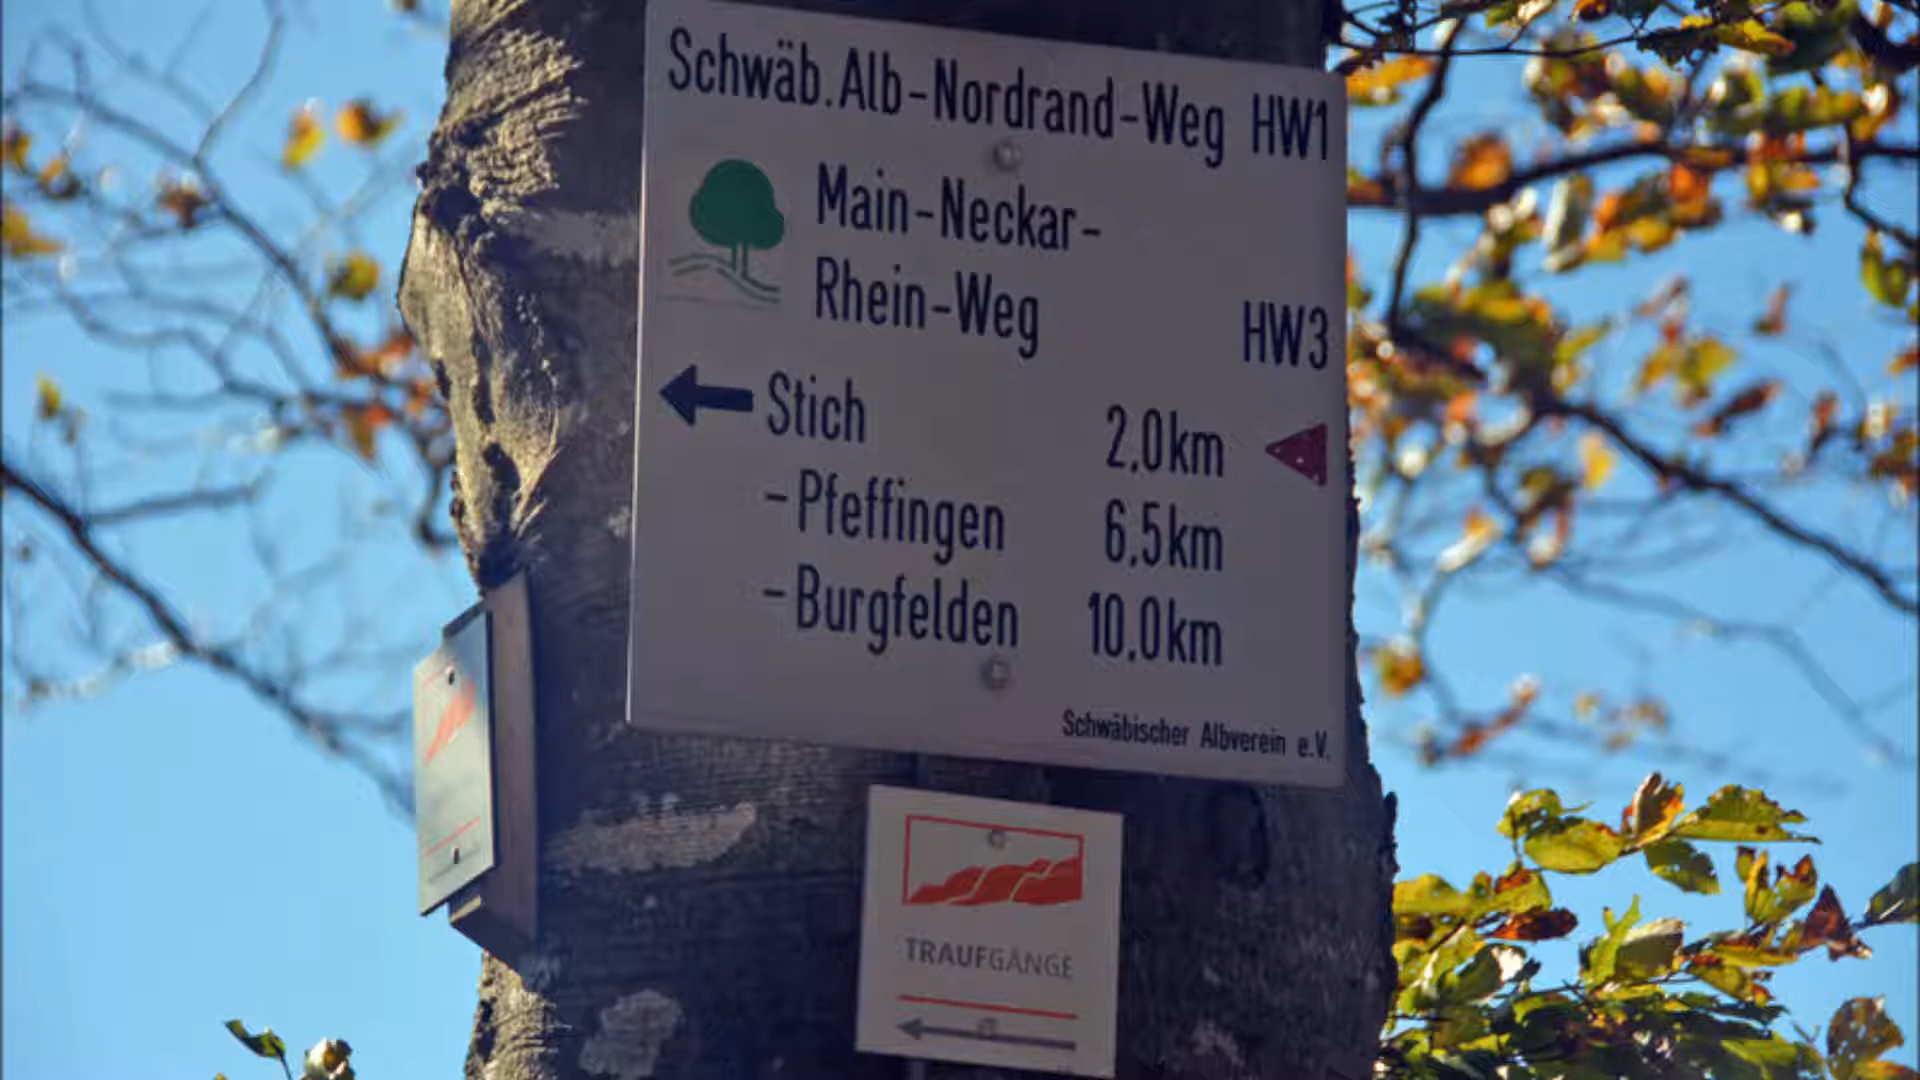 Schwäb.Alb-Nordrand-Weg HW1
Main-Neckar-
Rhein-Weg HW3
Stich 2,0km
-Pfeffingen 6,5km
-Burgfelden 10,0km
Schwäbischer Albverein e.V.
TRAUFGÄNGE